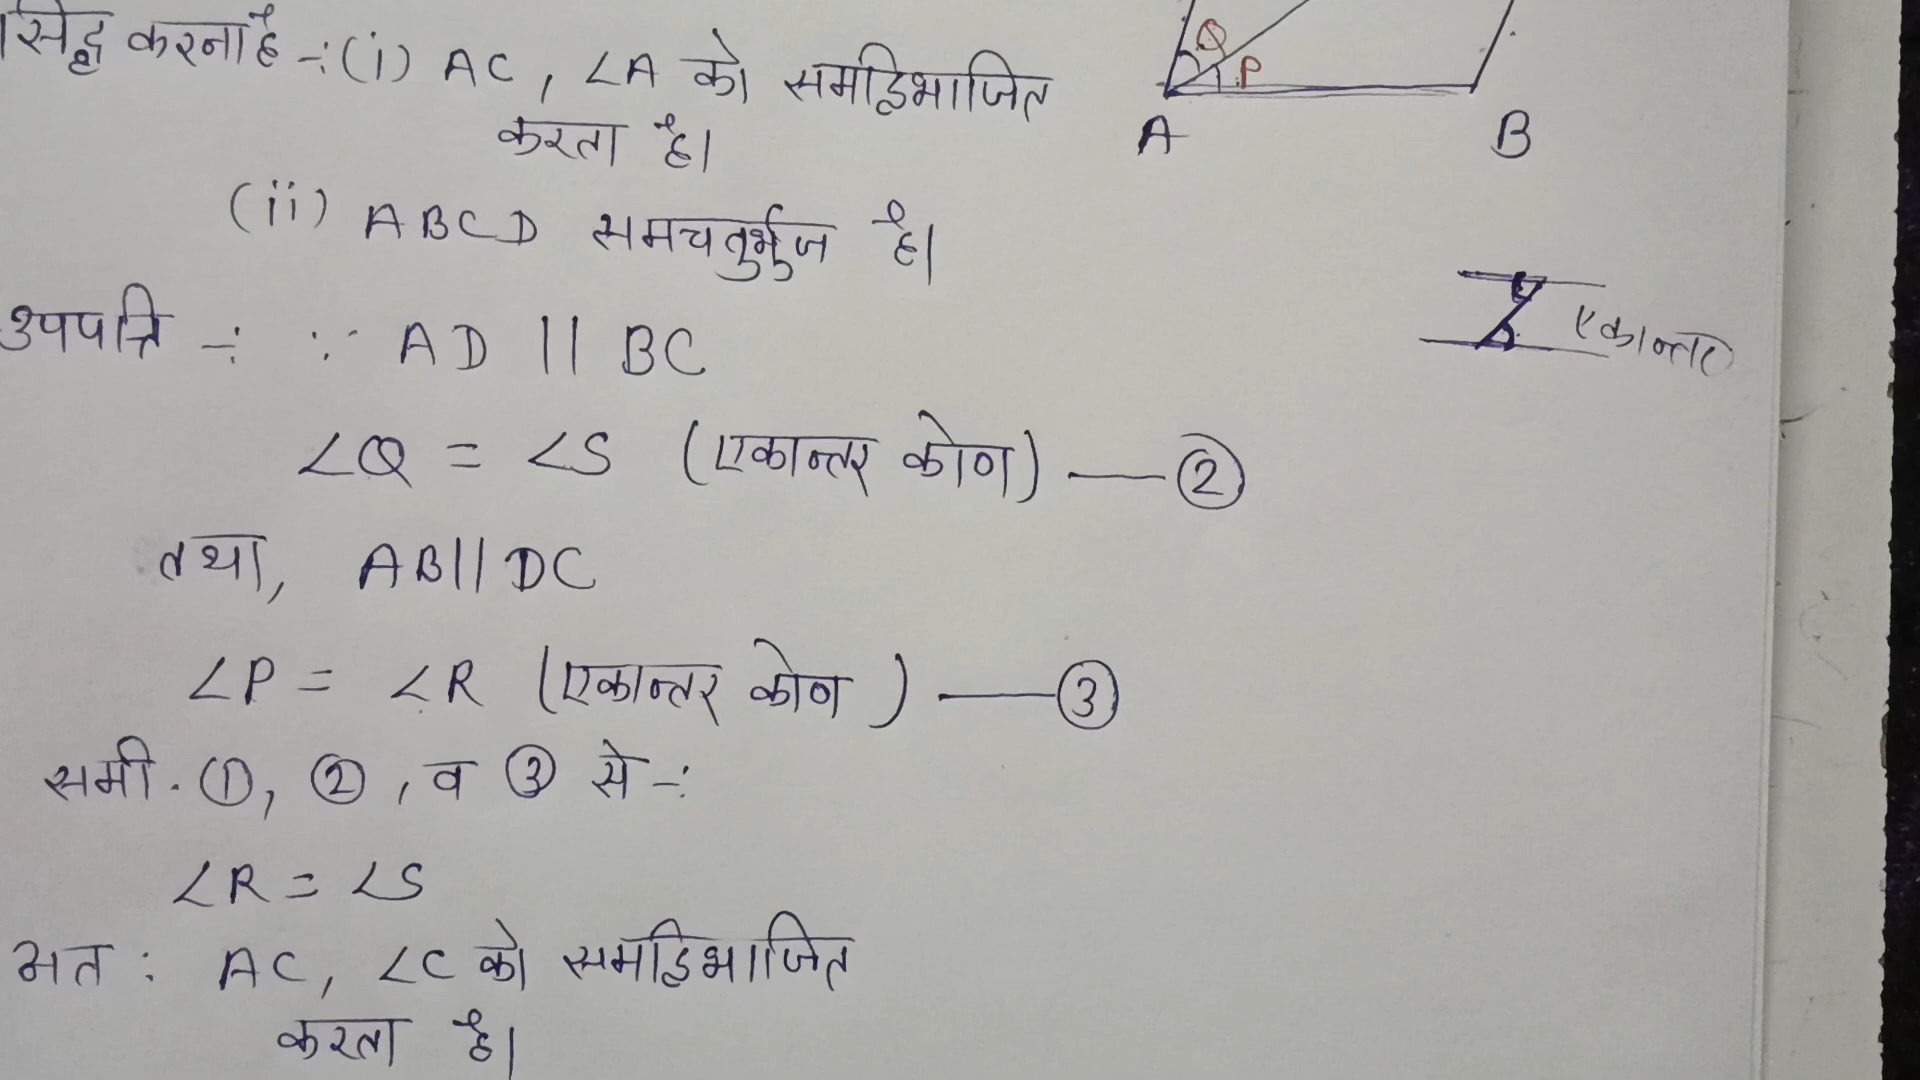 सिद्ध करना है -: (i) AC, ∠A को समद्विभाजित
करता है।
(ii) ABCD समचतुर्भुज है।
Q
P
A
B
एकान्तर
उपपत्ति -: ∵ AD || BC
∠Q = ∠S (एकान्तर कोण) — ②
तथा, AB || DC
∠P = ∠R (एकान्तर कोण) — ③
समी. ①, ②, व ③ से -:
∠R = ∠S
अत: AC, ∠C को समद्विभाजित
करता है।